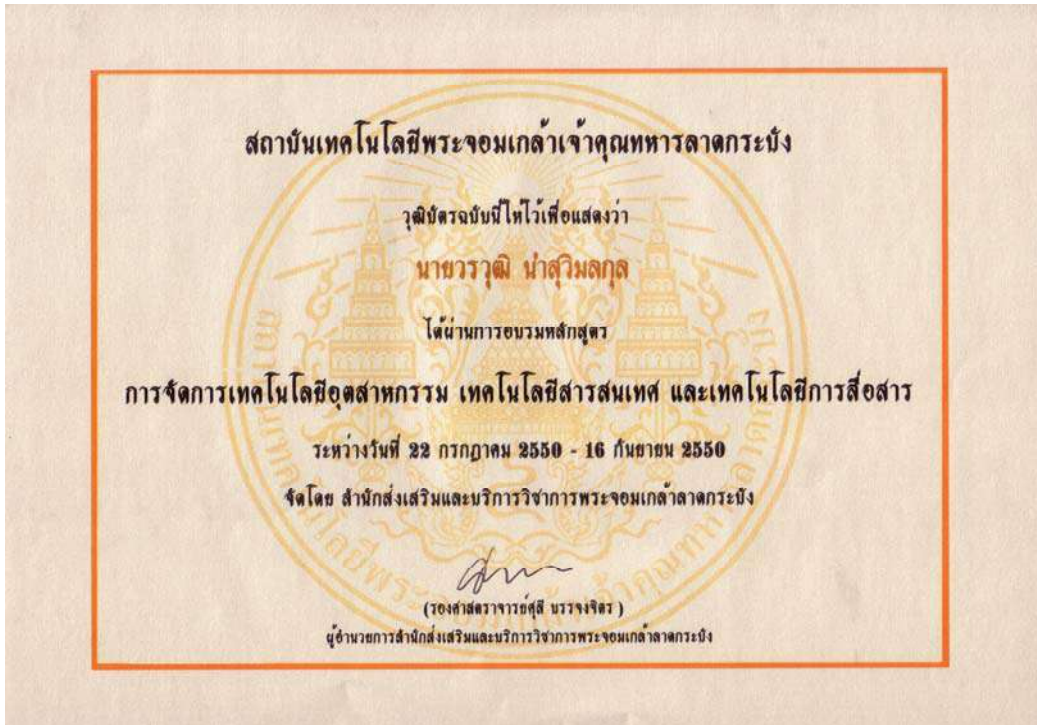 สถาบันเทคโนโลยีพระจอมเกล้าเจ้าคุณทหารลาดกระบัง
วุฒิบัตรฉบับนี้ให้ไว้เพื่อแสดงว่า
นายวรวุฒิ นำสุวิมลกุล
ได้ผ่านการอบรมหลักสูตร
การจัดการเทคโนโลยีอุตสาหกรรม เทคโนโลยีสารสนเทศ และเทคโนโลยีการสื่อสาร
ระหว่างวันที่ 22 กรกฎาคม 2550 - 16 กันยายน 2550
จัดโดย สำนักส่งเสริมและบริการวิชาการพระจอมเกล้าลาดกระบัง
(รองศาสตราจารย์ศุลี บรรจงจิตร )
ผู้อำนวยการสำนักส่งเสริมและบริการวิชาการพระจอมเกล้าลาดกระบัง